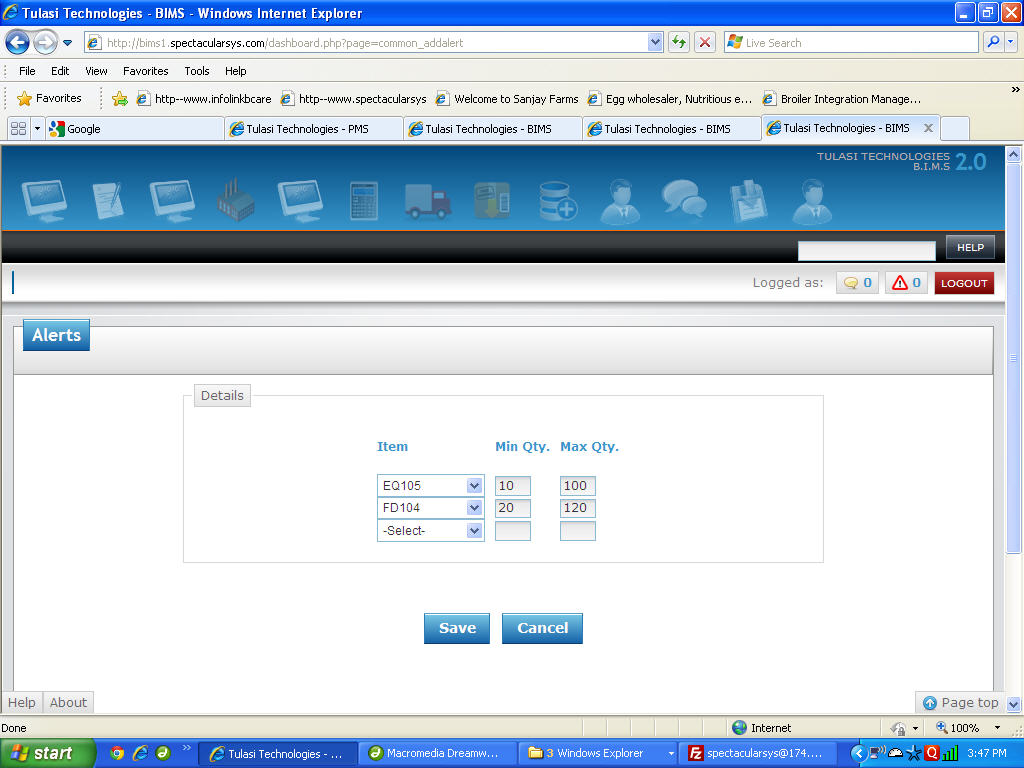 Tulasi Technologies - BIMS - Windows Internet Explorer
http://bims1.spectacularsys.com/dashboard.php?page=common_addalert
Live Search
File Edit View Favorites Tools Help
Favorites http--www.infolinkbcare http--www.spectacularsys Welcome to Sanjay Farms Egg wholesaler, Nutritious e... Broiler Integration Manage... »
Google Tulasi Technologies - PMS Tulasi Technologies - BIMS Tulasi Technologies - BIMS Tulasi Technologies - BIMS X
TULASI TECHNOLOGIES 2.0
B.I.M.S
HELP
Logged as: 0 0 LOGOUT
Alerts
Details
Item Min Qty. Max Qty.
EQ105 10 100
FD104 20 120
-Select-
Save Cancel
Help About Page top
Done Internet 100%
start » Tulasi Technologies - ... Macromedia Dreamw... 3 Windows Explorer spectacularsys@174.... 3:47 PM